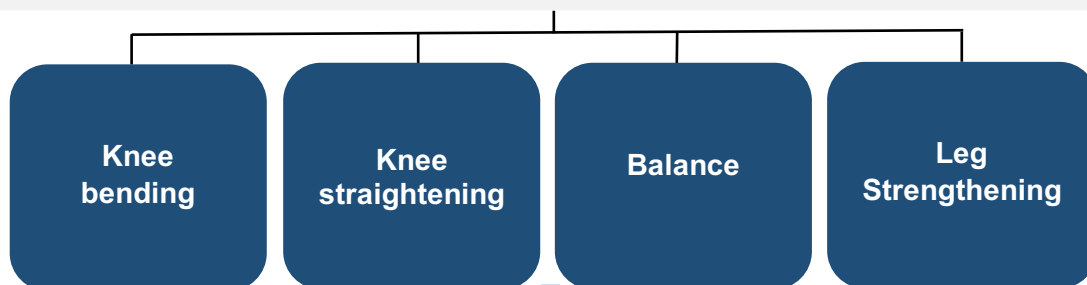 Knee
bending
Knee
straightening
Balance
Leg
Strengthening